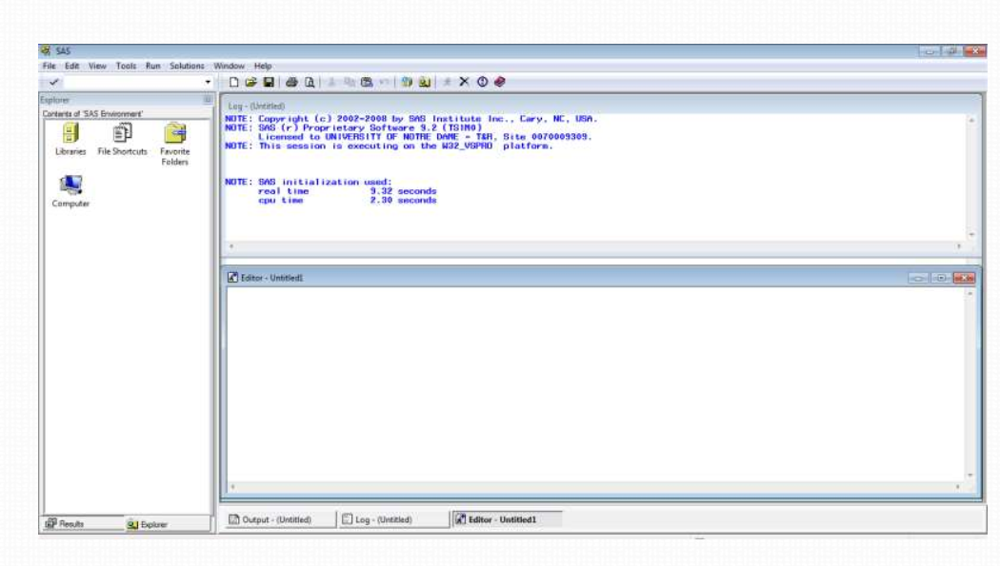 SAS
File Edit View Tools Run Solutions Window Help
Explorer
Contents of 'SAS Environment'
Libraries
File Shortcuts
Favorite
Folders
Computer
Results
Explorer
Log - (Untitled)
NOTE: Copyright (c) 2002-2008 by SAS Institute Inc., Cary, NC, USA.
NOTE: SAS (r) Proprietary Software 9.2 (TS1M0)
Licensed to UNIVERSITY OF NOTRE DAME - T&R, Site 0070009309.
NOTE: This session is executing on the W32_VSPRO platform.
NOTE: SAS initialization used:
real time 9.32 seconds
cpu time 2.30 seconds
Editor - Untitled1
Output - (Untitled)
Log - (Untitled)
Editor - Untitled1